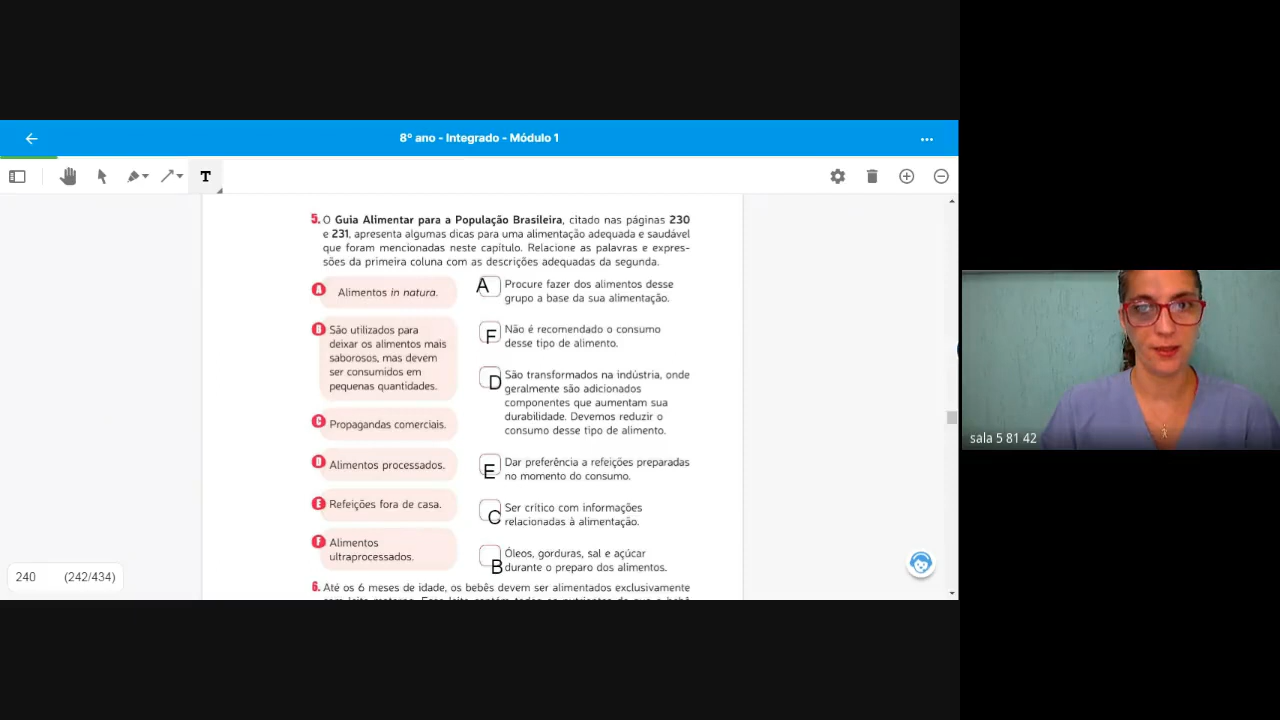 8º ano - Integrado - Módulo 1
T
5. O Guia Alimentar para a População Brasileira, citado nas páginas 230
e 231, apresenta algumas dicas para uma alimentação adequada e saudável
que foram mencionadas neste capítulo. Relacione as palavras e expres-
sões da primeira coluna com as descrições adequadas da segunda.
A Alimentos in natura.
B São utilizados para
deixar os alimentos mais
saborosos, mas devem
ser consumidos em
pequenas quantidades.
C Propagandas comerciais.
D Alimentos processados.
E Refeições fora de casa.
F Alimentos
ultraprocessados.
A Procure fazer dos alimentos desse
grupo a base da sua alimentação.
F Não é recomendado o consumo
desse tipo de alimento.
D São transformados na indústria, onde
geralmente são adicionados
componentes que aumentam sua
durabilidade. Devemos reduzir o
consumo desse tipo de alimento.
E Dar preferência a refeições preparadas
no momento do consumo.
C Ser crítico com informações
relacionadas à alimentação.
B Óleos, gorduras, sal e açúcar
durante o preparo dos alimentos.
6. Até os 6 meses de idade, os bebês devem ser alimentados exclusivamente
240 (242/434)
sala 5 81 42